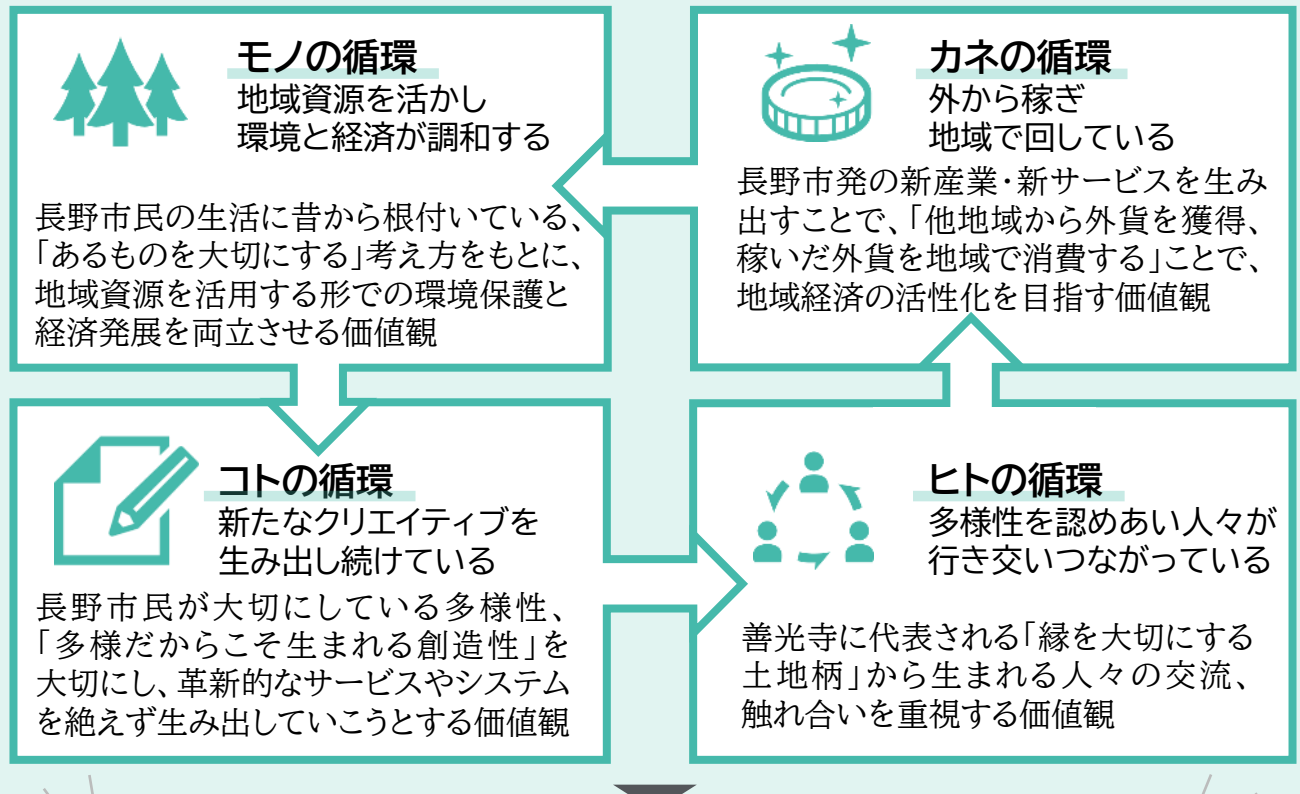 モノの循環
地域資源を活かし
環境と経済が調和する
長野市民の生活に昔から根付いている、
「あるものを大切にする」考え方をもとに、
地域資源を活用する形での環境保護と
経済発展を両立させる価値観
カネの循環
外から稼ぎ
地域で回している
長野市発の新産業・新サービスを生み
出すことで、「他地域から外貨を獲得、
稼いだ外貨を地域で消費する」ことで、
地域経済の活性化を目指す価値観
コトの循環
新たなクリエイティブを
生み出し続けている
長野市民が大切にしている多様性、
「多様だからこそ生まれる創造性」を
大切にし、革新的なサービスやシステム
を絶えず生み出していこうとする価値観
ヒトの循環
多様性を認めあい人々が
行き交いつながっている
善光寺に代表される「縁を大切にする
土地柄」から生まれる人々の交流、
触れ合いを重視する価値観